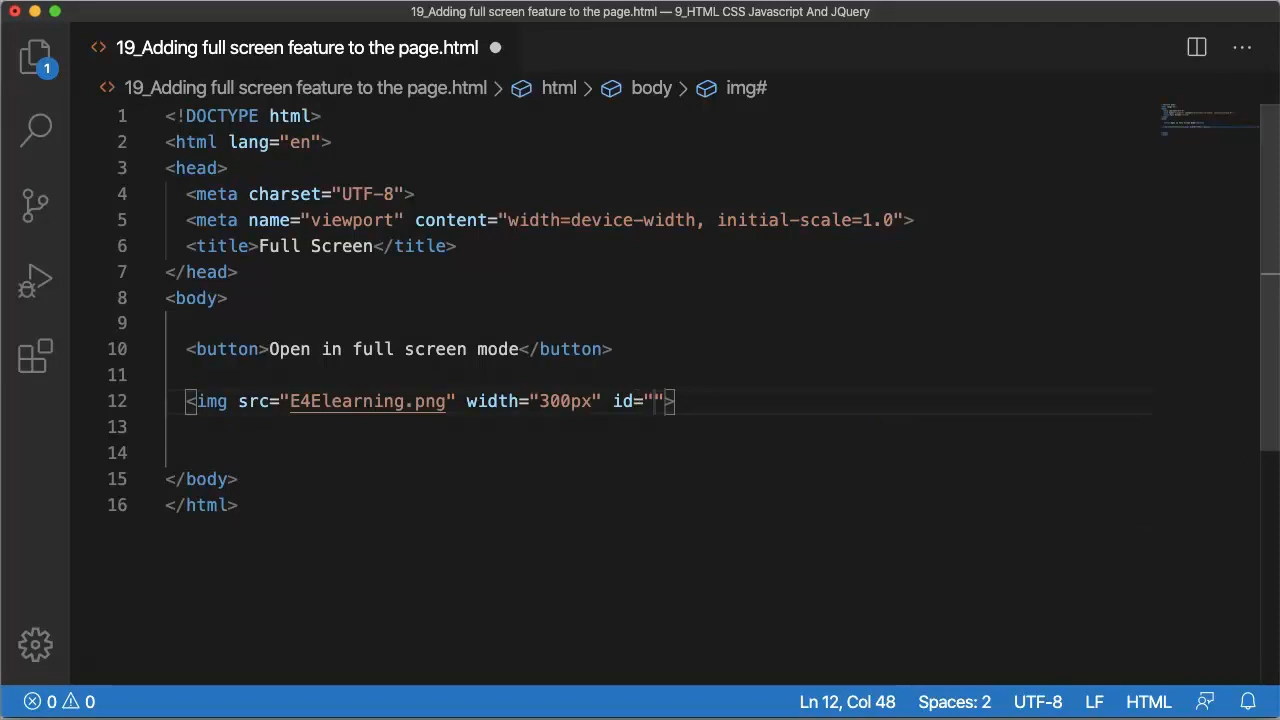 19_Adding full screen feature to the page.html — 9_HTML CSS Javascript And JQuery
1
<> 19_Adding full screen feature to the page.html ●
<> 19_Adding full screen feature to the page.html > html > body > img#
1 <!DOCTYPE html>
2 <html lang="en">
3 <head>
4 <meta charset="UTF-8">
5 <meta name="viewport" content="width=device-width, initial-scale=1.0">
6 <title>Full Screen</title>
7 </head>
8 <body>
9
10 <button>Open in full screen mode</button>
11
12 <img src="E4Elearning.png" width="300px" id="">
13
14
15 </body>
16 </html>
0 0 Ln 12, Col 48 Spaces: 2 UTF-8 LF HTML